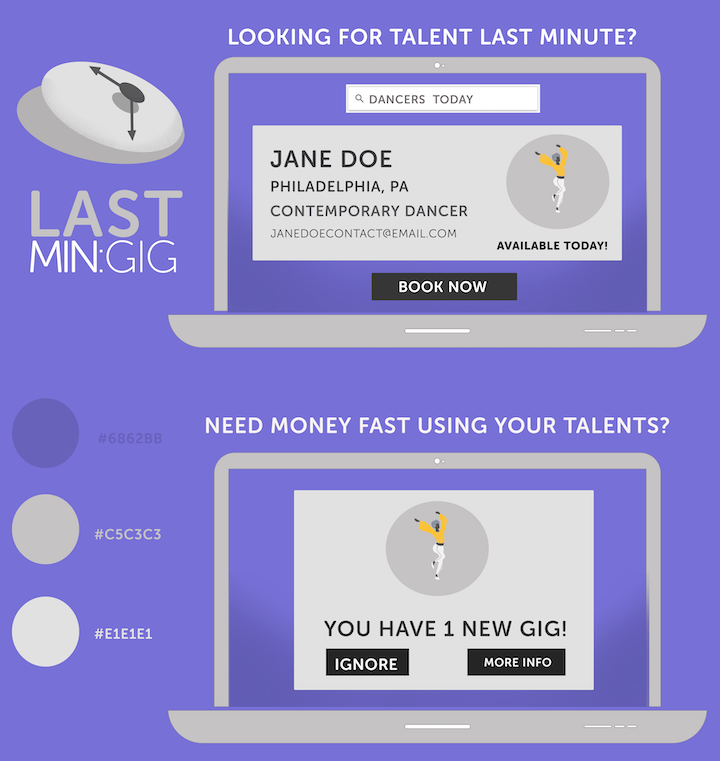 LOOKING FOR TALENT LAST MINUTE?
DANCERS TODAY
JANE DOE
PHILADELPHIA, PA
CONTEMPORARY DANCER
JANEDOECONTACT@EMAIL.COM
AVAILABLE TODAY!
BOOK NOW
LAST
MIN:GIG
#6862BB
#C5C3C3
#E1E1E1
NEED MONEY FAST USING YOUR TALENTS?
YOU HAVE 1 NEW GIG!
IGNORE
MORE INFO